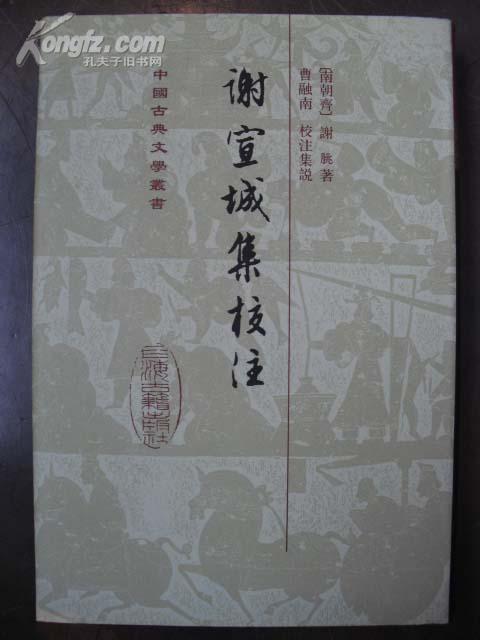 Kongfz.com
孔夫子旧书网
[南朝齊] 謝朓著
曹融南 校注集説
謝宣城集校注
中國古典文學叢書
上海古籍出版社